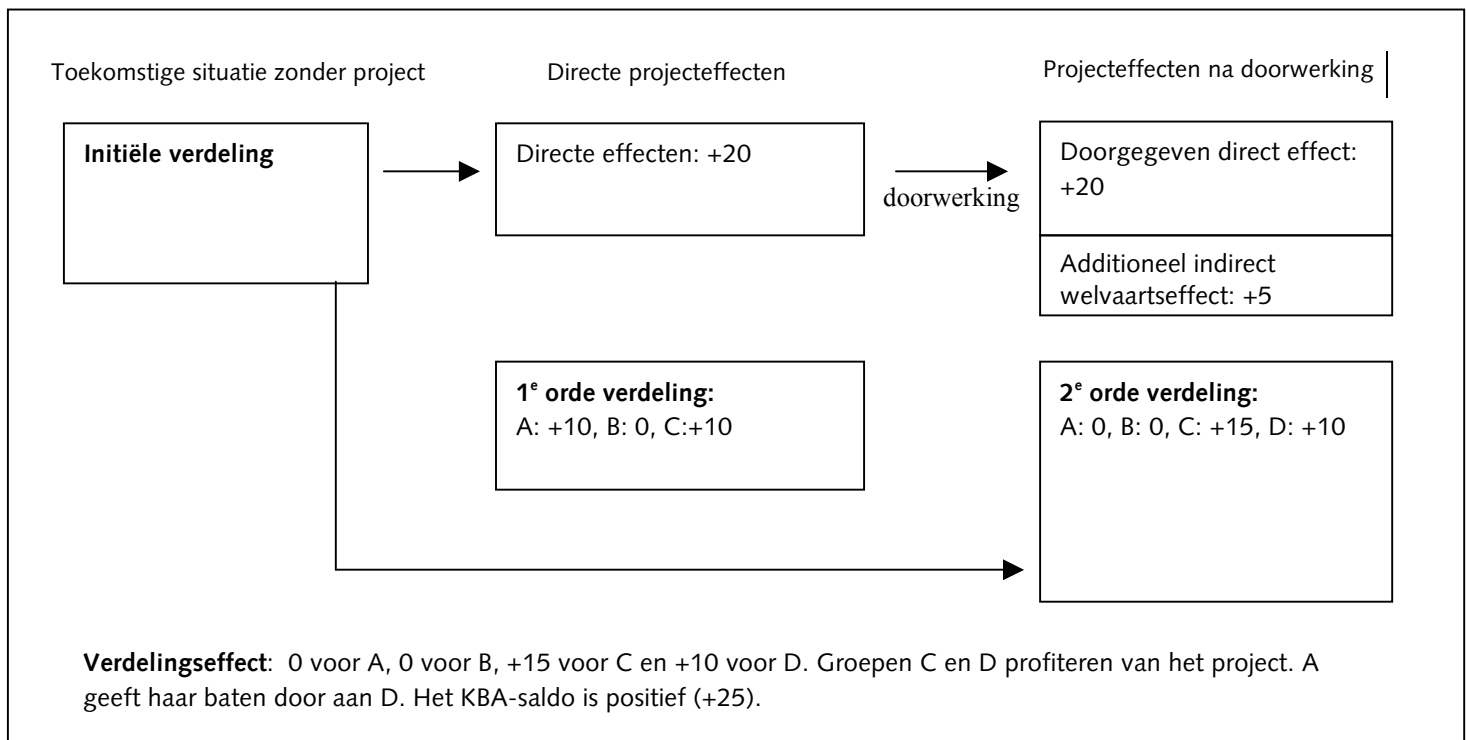 Toekomstige situatie zonder project
Directe projecteffecten
Projecteffecten na doorwerking
Initiële verdeling
Directe effecten: +20
doorwerking
Doorgegeven direct effect:
+20
Additioneel indirect
welvaartseffect: +5
1e orde verdeling:
A: +10, B: 0, C:+10
2e orde verdeling:
A: 0, B: 0, C: +15, D: +10
Verdelingseffect: 0 voor A, 0 voor B, +15 voor C en +10 voor D. Groepen C en D profiteren van het project. A
geeft haar baten door aan D. Het KBA-saldo is positief (+25).